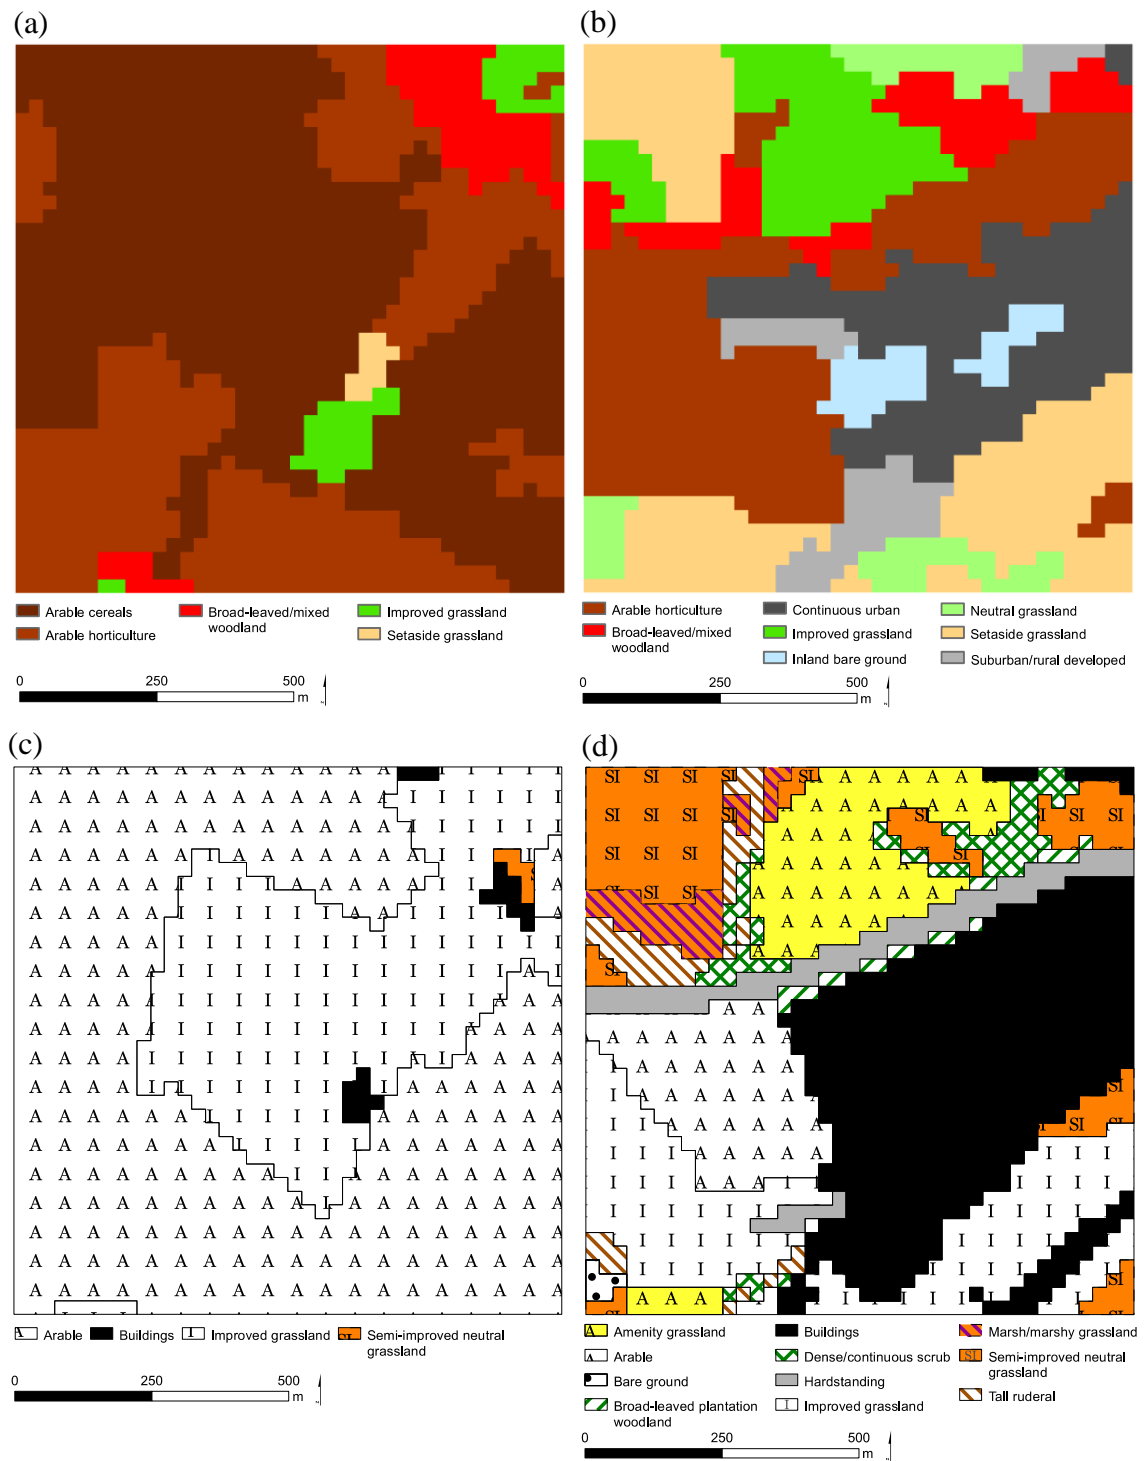 (a)
(b)
Arable cereals
Broad-leaved/mixed woodland
Improved grassland
Arable horticulture
Setaside grassland
0 250 500
m
Arable horticulture
Continuous urban
Neutral grassland
Broad-leaved/mixed woodland
Improved grassland
Setaside grassland
Inland bare ground
Suburban/rural developed
0 250 500
m
(c)
(d)
Arable
Buildings
Improved grassland
Semi-improved neutral grassland
0 250 500
m
Amenity grassland
Buildings
Marsh/marshy grassland
Arable
Dense/continuous scrub
Semi-improved neutral grassland
Bare ground
Hardstanding
Tall ruderal
Broad-leaved plantation woodland
Improved grassland
0 250 500
m